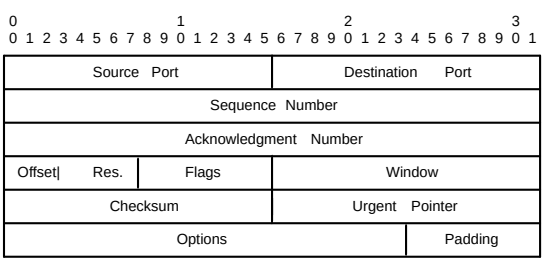 0 1 2 3
0 1 2 3 4 5 6 7 8 9 0 1 2 3 4 5 6 7 8 9 0 1 2 3 4 5 6 7 8 9 0 1
Source Port Destination Port
Sequence Number
Acknowledgment Number
Offset| Res. Flags Window
Checksum Urgent Pointer
Options Padding